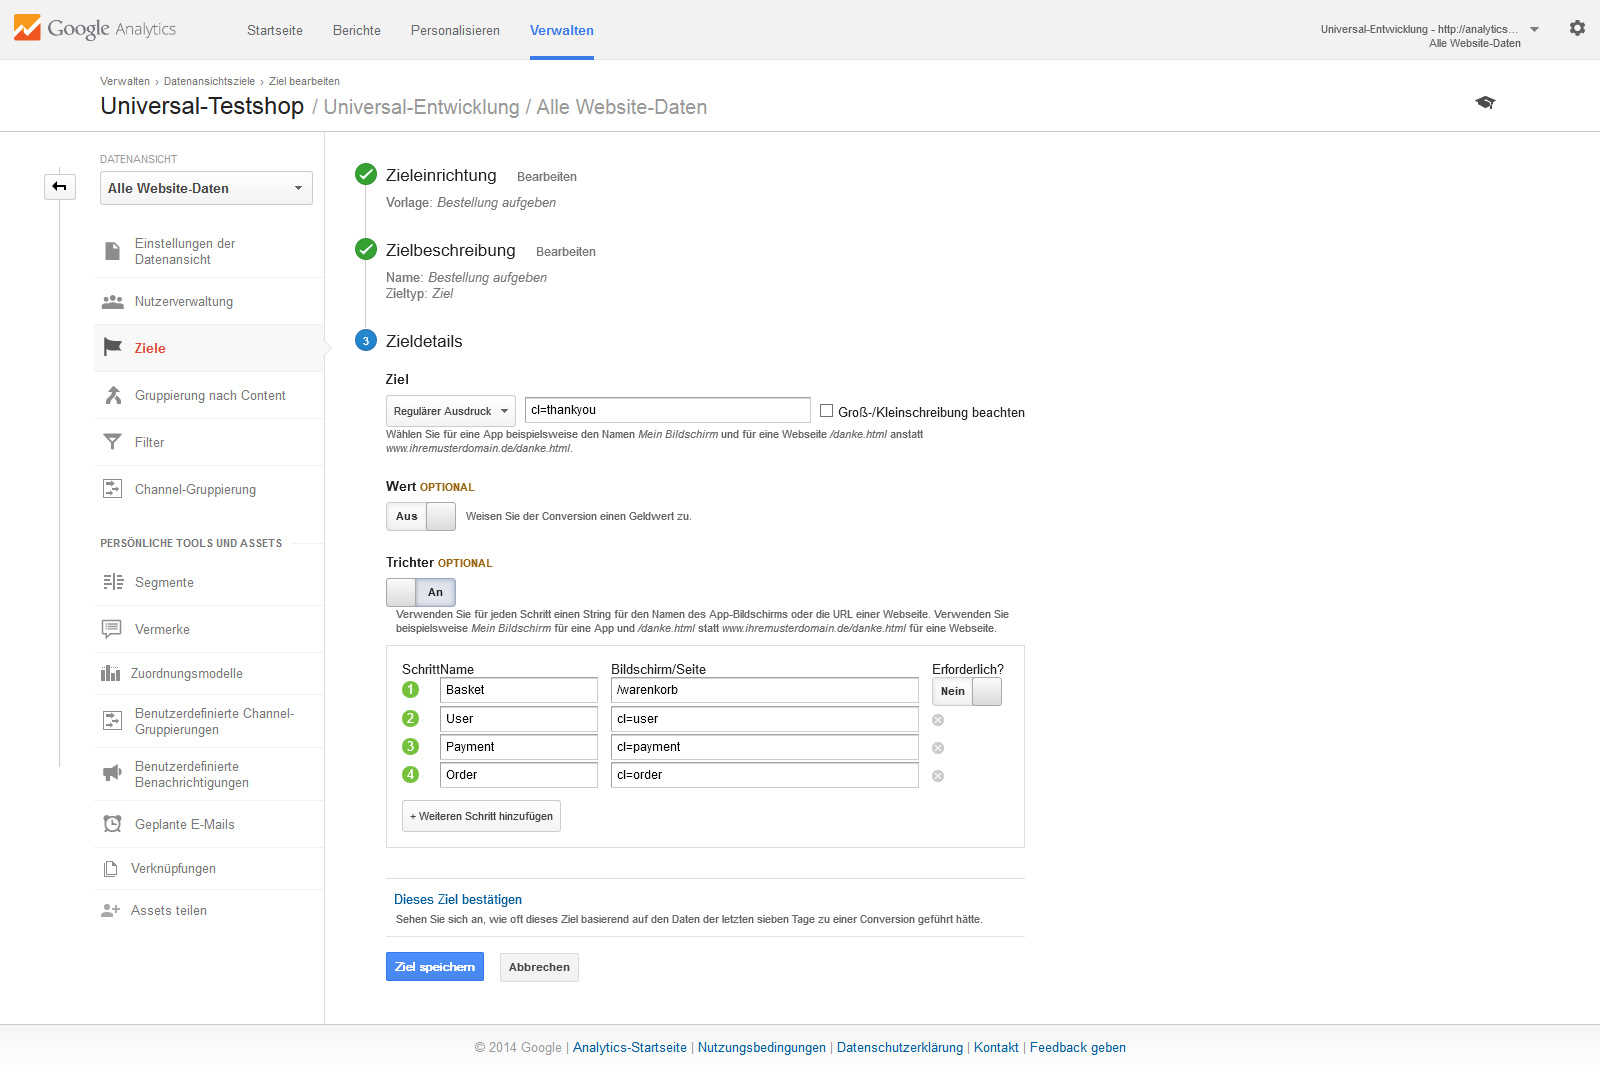 Google Analytics
Startseite
Berichte
Personalisieren
Verwalten
Universal-Entwicklung - http://analytics...
Alle Website-Daten
Verwalten › Datenansichtsziele › Ziel bearbeiten
Universal-Testshop / Universal-Entwicklung / Alle Website-Daten
DATENANSICHT
Alle Website-Daten
Einstellungen der
Datenansicht
Nutzerverwaltung
Ziele
Gruppierung nach Content
Filter
Channel-Gruppierung
PERSÖNLICHE TOOLS UND ASSETS
Segmente
Vermerke
Zuordnungsmodelle
Benutzerdefinierte Channel-
Gruppierungen
Benutzerdefinierte
Benachrichtigungen
Geplante E-Mails
Verknüpfungen
Assets teilen
Zieleinrichtung Bearbeiten
Vorlage: Bestellung aufgeben
Zielbeschreibung Bearbeiten
Name: Bestellung aufgeben
Zieltyp: Ziel
3 Zieldetails
Ziel
Regulärer Ausdruck cl=thankyou Groß-/Kleinschreibung beachten
Wählen Sie für eine App beispielsweise den Namen Mein Bildschirm und für eine Webseite /danke.html anstatt
www.ihremusterdomain.de/danke.html.
Wert OPTIONAL
Aus Weisen Sie der Conversion einen Geldwert zu.
Trichter OPTIONAL
An
Verwenden Sie für jeden Schritt einen String für den Namen des App-Bildschirms oder die URL einer Webseite. Verwenden Sie
beispielsweise Mein Bildschirm für eine App und /danke.html statt www.ihremusterdomain.de/danke.html für eine Webseite.
Schritt Name Bildschirm/Seite Erforderlich?
1 Basket /warenkorb Nein
2 User cl=user
3 Payment cl=payment
4 Order cl=order
+ Weiteren Schritt hinzufügen
Dieses Ziel bestätigen
Sehen Sie sich an, wie oft dieses Ziel basierend auf den Daten der letzten sieben Tage zu einer Conversion geführt hätte.
Ziel speichern Abbrechen
© 2014 Google | Analytics-Startseite | Nutzungsbedingungen | Datenschutzerklärung | Kontakt | Feedback geben